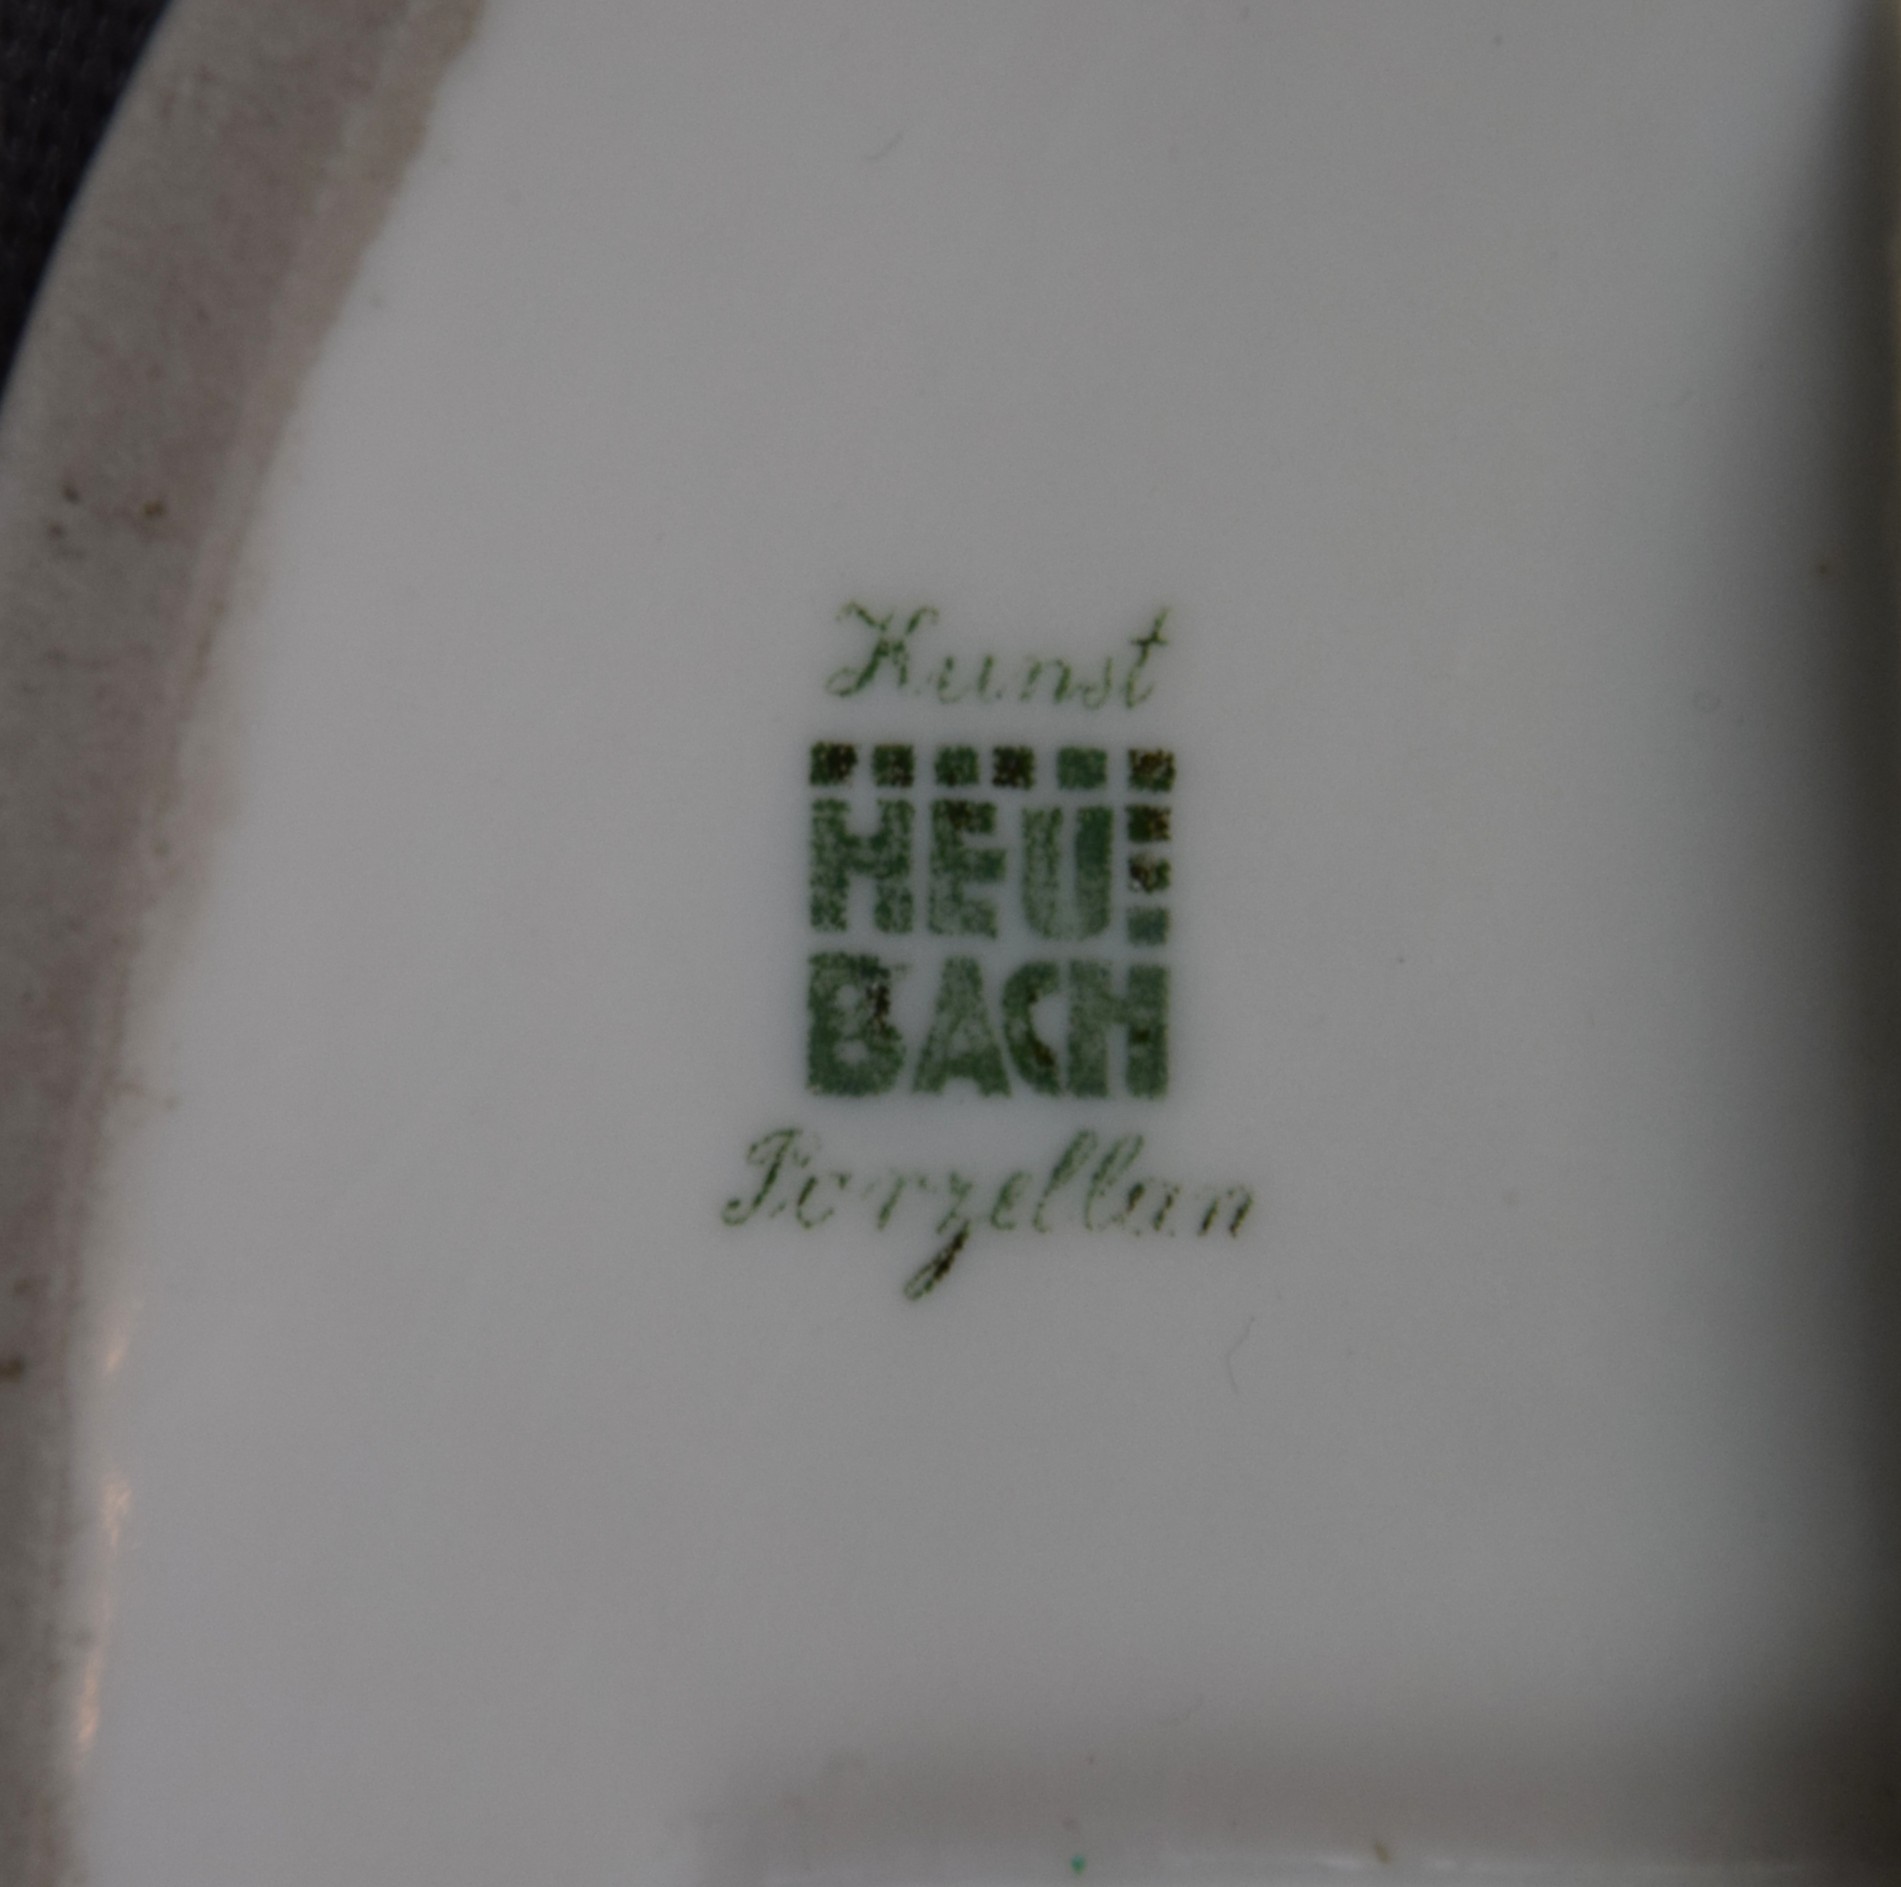 Kunst
HEU
BACH
Porzellan